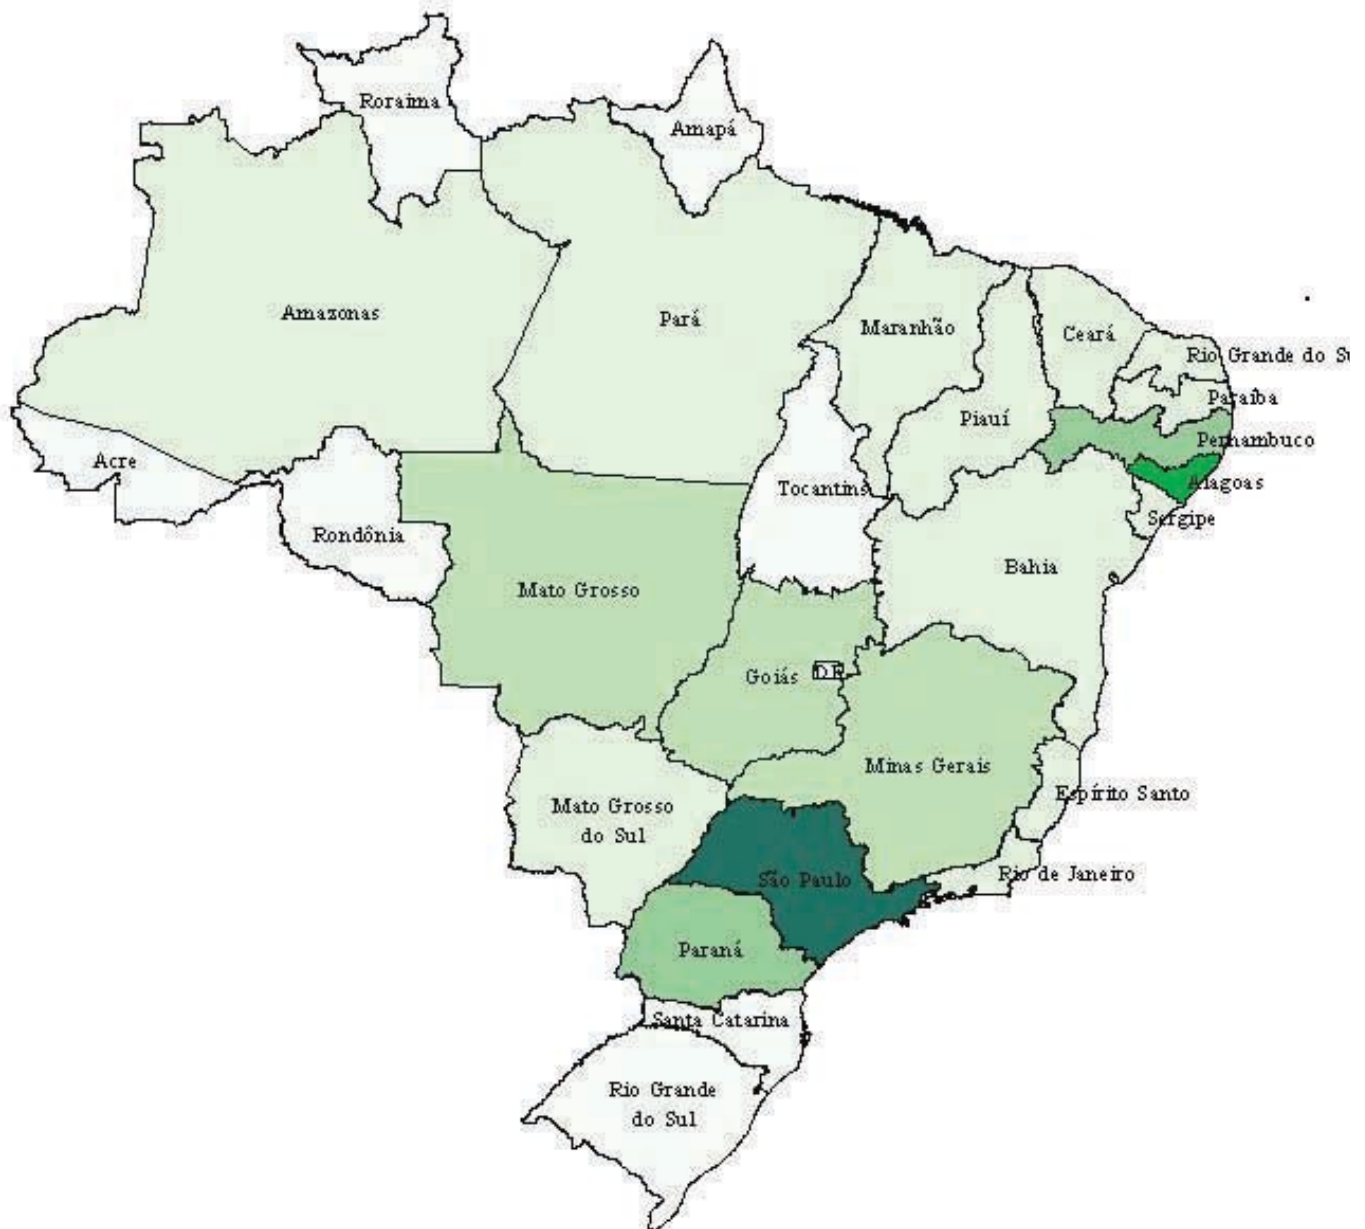 Roraima
Amapá
Amazonas
Pará
Maranhão
Ceará
Rio Grande do Su
Paraíba
Piauí
Pernambuco
Acre
Tocantins
Alagoas
Sergipe
Rondônia
Bahia
Mato Grosso
Goiás
DF
Minas Gerais
Espírito Santo
Mato Grosso
do Sul
São Paulo
Rio de Janeiro
Paraná
Santa Catarina
Rio Grande
do Sul